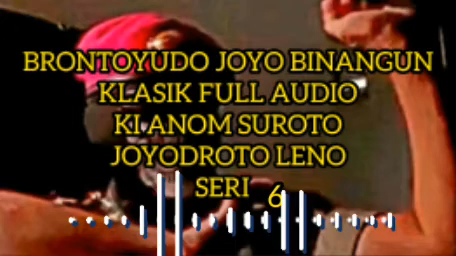 BRONTOYUDO JOYO BINANGUN
KLASIK FULL AUDIO
KI ANOM SUROTO
JOYODROTO LENO
SERI 6